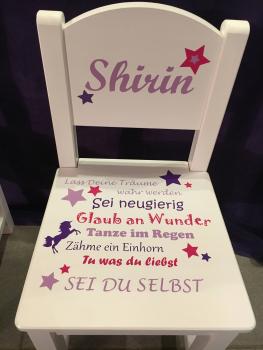 Shirin
Lass Deine Träume
wahr werden
Sei neugierig
Glaub an Wunder
Tanze im Regen
Zähme ein Einhorn
Tu was du liebst
SEI DU SELBST